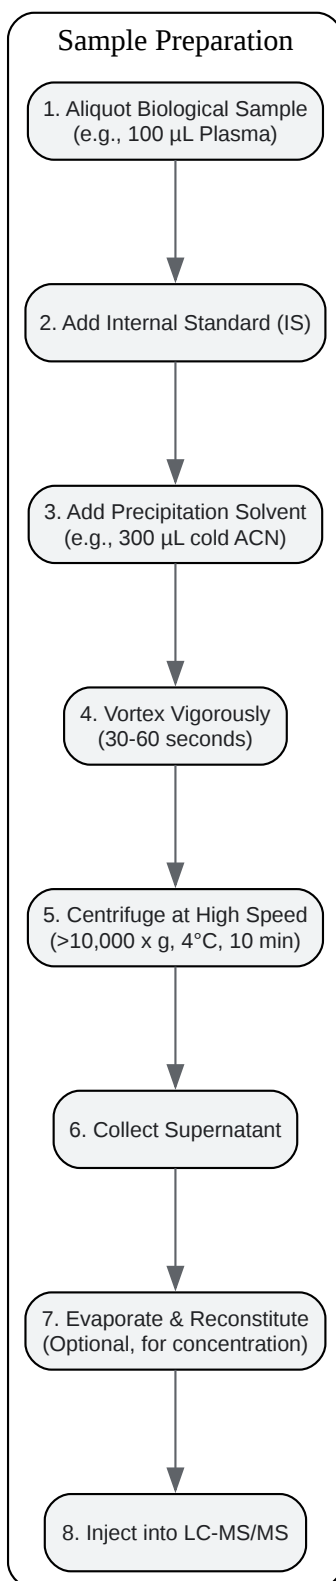 Sample Preparation
1. Aliquot Biological Sample
(e.g., 100 µL Plasma)
2. Add Internal Standard (IS)
3. Add Precipitation Solvent
(e.g., 300 µL cold ACN)
4. Vortex Vigorously
(30-60 seconds)
5. Centrifuge at High Speed
(>10,000 x g, 4°C, 10 min)
6. Collect Supernatant
7. Evaporate & Reconstitute
(Optional, for concentration)
8. Inject into LC-MS/MS